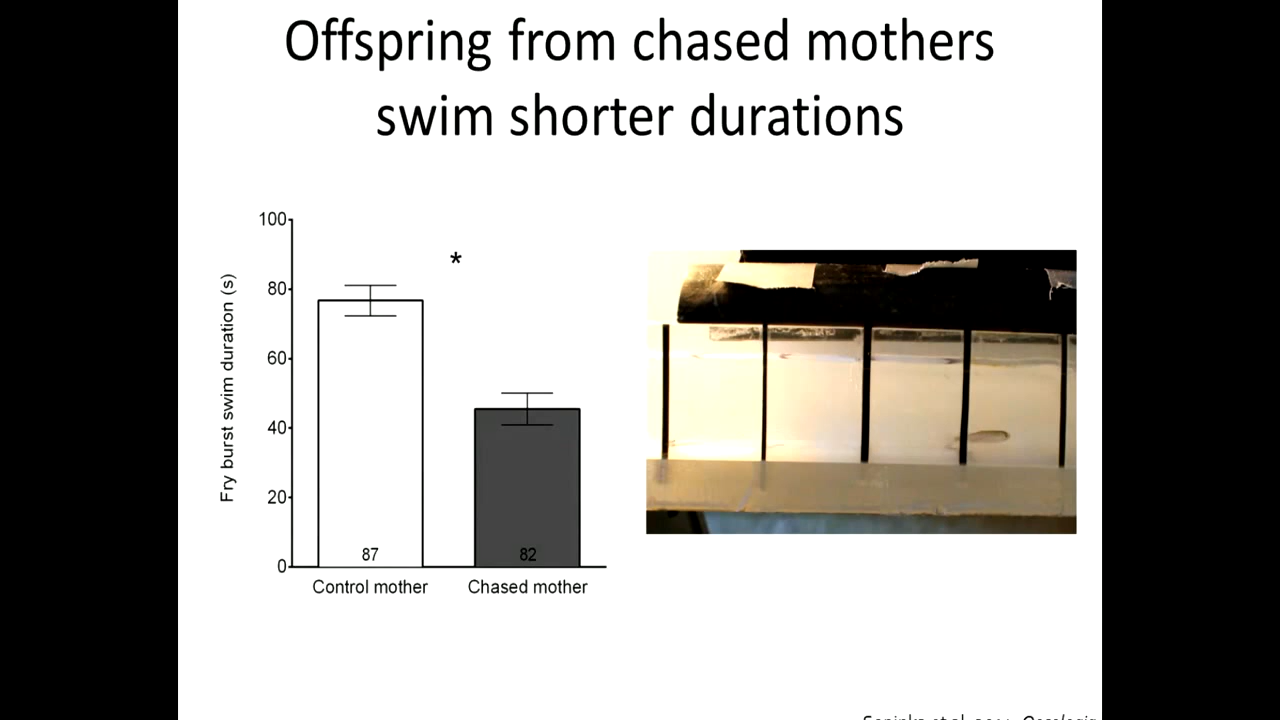 Offspring from chased mothers
swim shorter durations
Fry burst swim duration (s)
100
80
60
40
20
0
*
87
82
Control mother
Chased mother